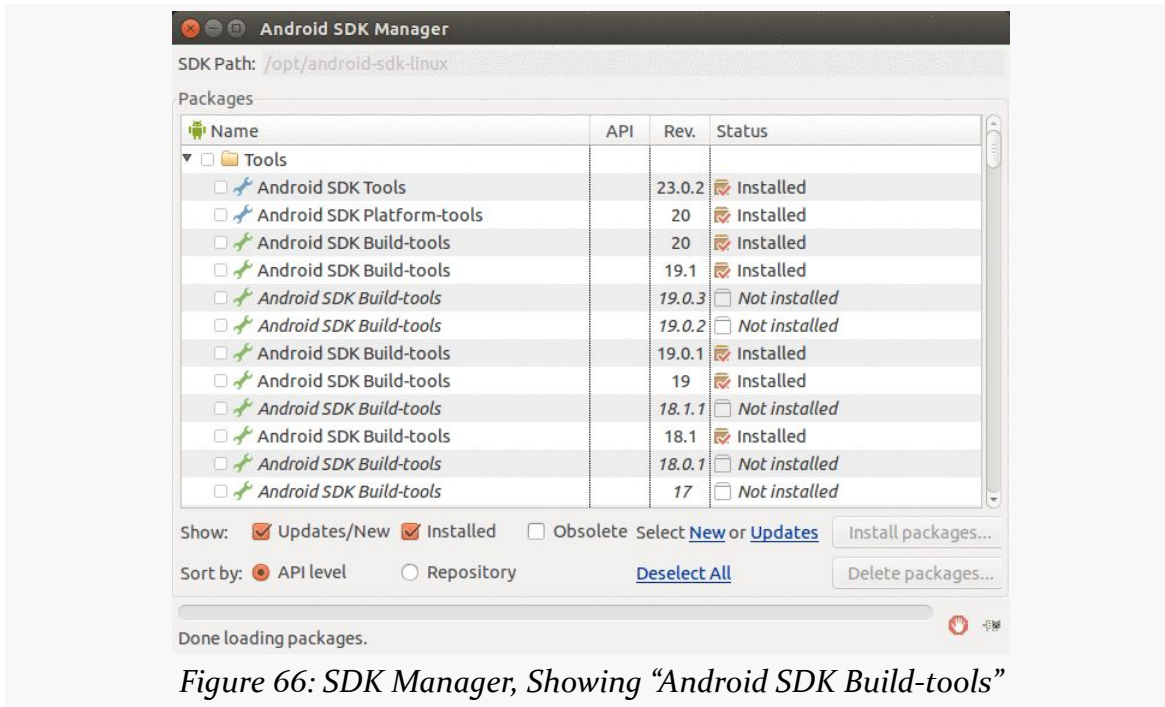 Android SDK Manager
SDK Path: /opt/android-sdk-linux
Packages
Name API Rev. Status
Tools
Android SDK Tools 23.0.2 Installed
Android SDK Platform-tools 20 Installed
Android SDK Build-tools 20 Installed
Android SDK Build-tools 19.1 Installed
Android SDK Build-tools 19.0.3 Not installed
Android SDK Build-tools 19.0.2 Not installed
Android SDK Build-tools 19.0.1 Installed
Android SDK Build-tools 19 Installed
Android SDK Build-tools 18.1.1 Not installed
Android SDK Build-tools 18.1 Installed
Android SDK Build-tools 18.0.1 Not installed
Android SDK Build-tools 17 Not installed
Show: Updates/New Installed Obsolete Select New or Updates Install packages...
Sort by: API level Repository Deselect All Delete packages...
Done loading packages.
Figure 66: SDK Manager, Showing “Android SDK Build-tools”